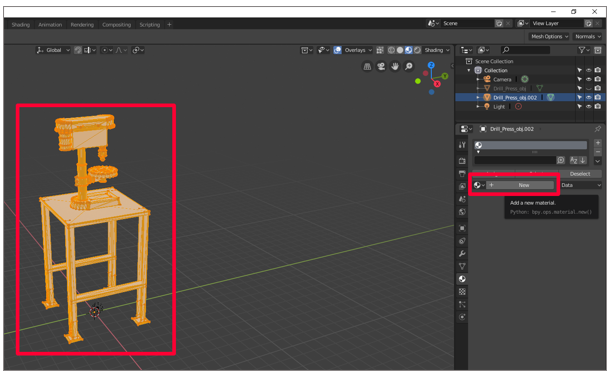 Shading Animation Rendering Compositing Scripting + Scene View Layer
Mesh Options Normals
Global Overlays Shading
Scene Collection
Collection
Camera
Drill_Press_obj
Drill_Press_obj.002
Light
Drill_Press_obj.002
Deselect
New Data
Add a new material.
Python: bpy.ops.material.new()